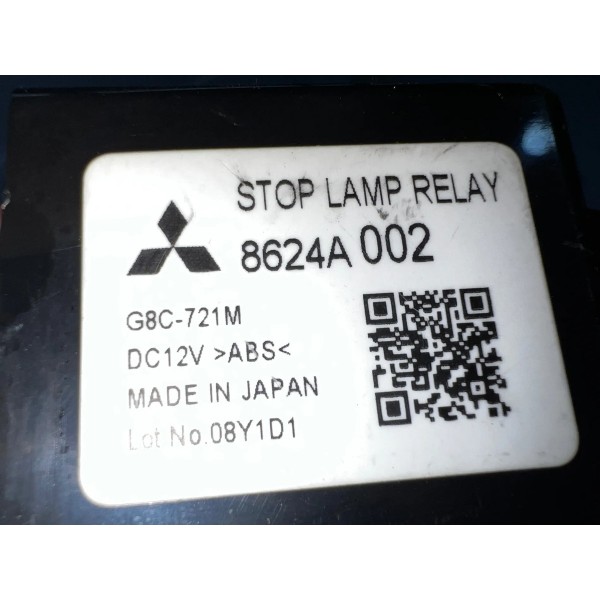 STOP LAMP RELAY
8624A 002
G8C-721M
DC12V >ABS<
MADE IN JAPAN
Lot No.08Y1D1